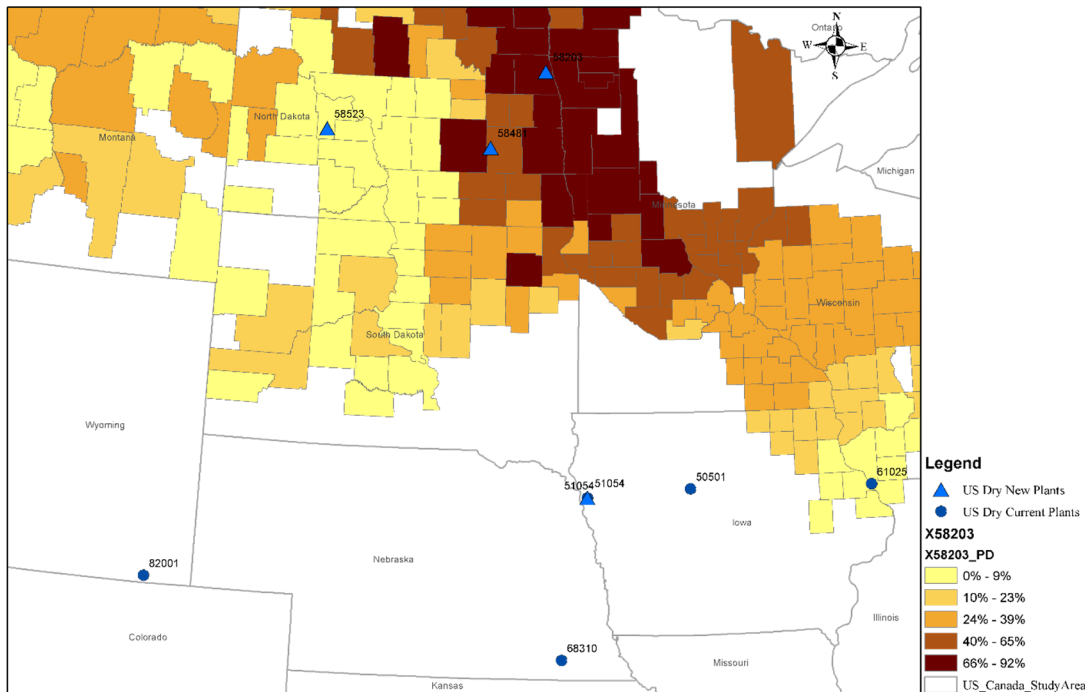 Ontario
N
W E
S
58203
58523
North Dakota
58481
Montana
Michigan
Minnesota
Wisconsin
South Dakota
Wyoming
51054 51054
50501
61025
Iowa
Nebraska
82001
Illinois
Colorado
68310
Missouri
Kansas
Legend
US Dry New Plants
US Dry Current Plants
X58203
X58203_PD
0% - 9%
10% - 23%
24% - 39%
40% - 65%
66% - 92%
US_Canada_StudyArea